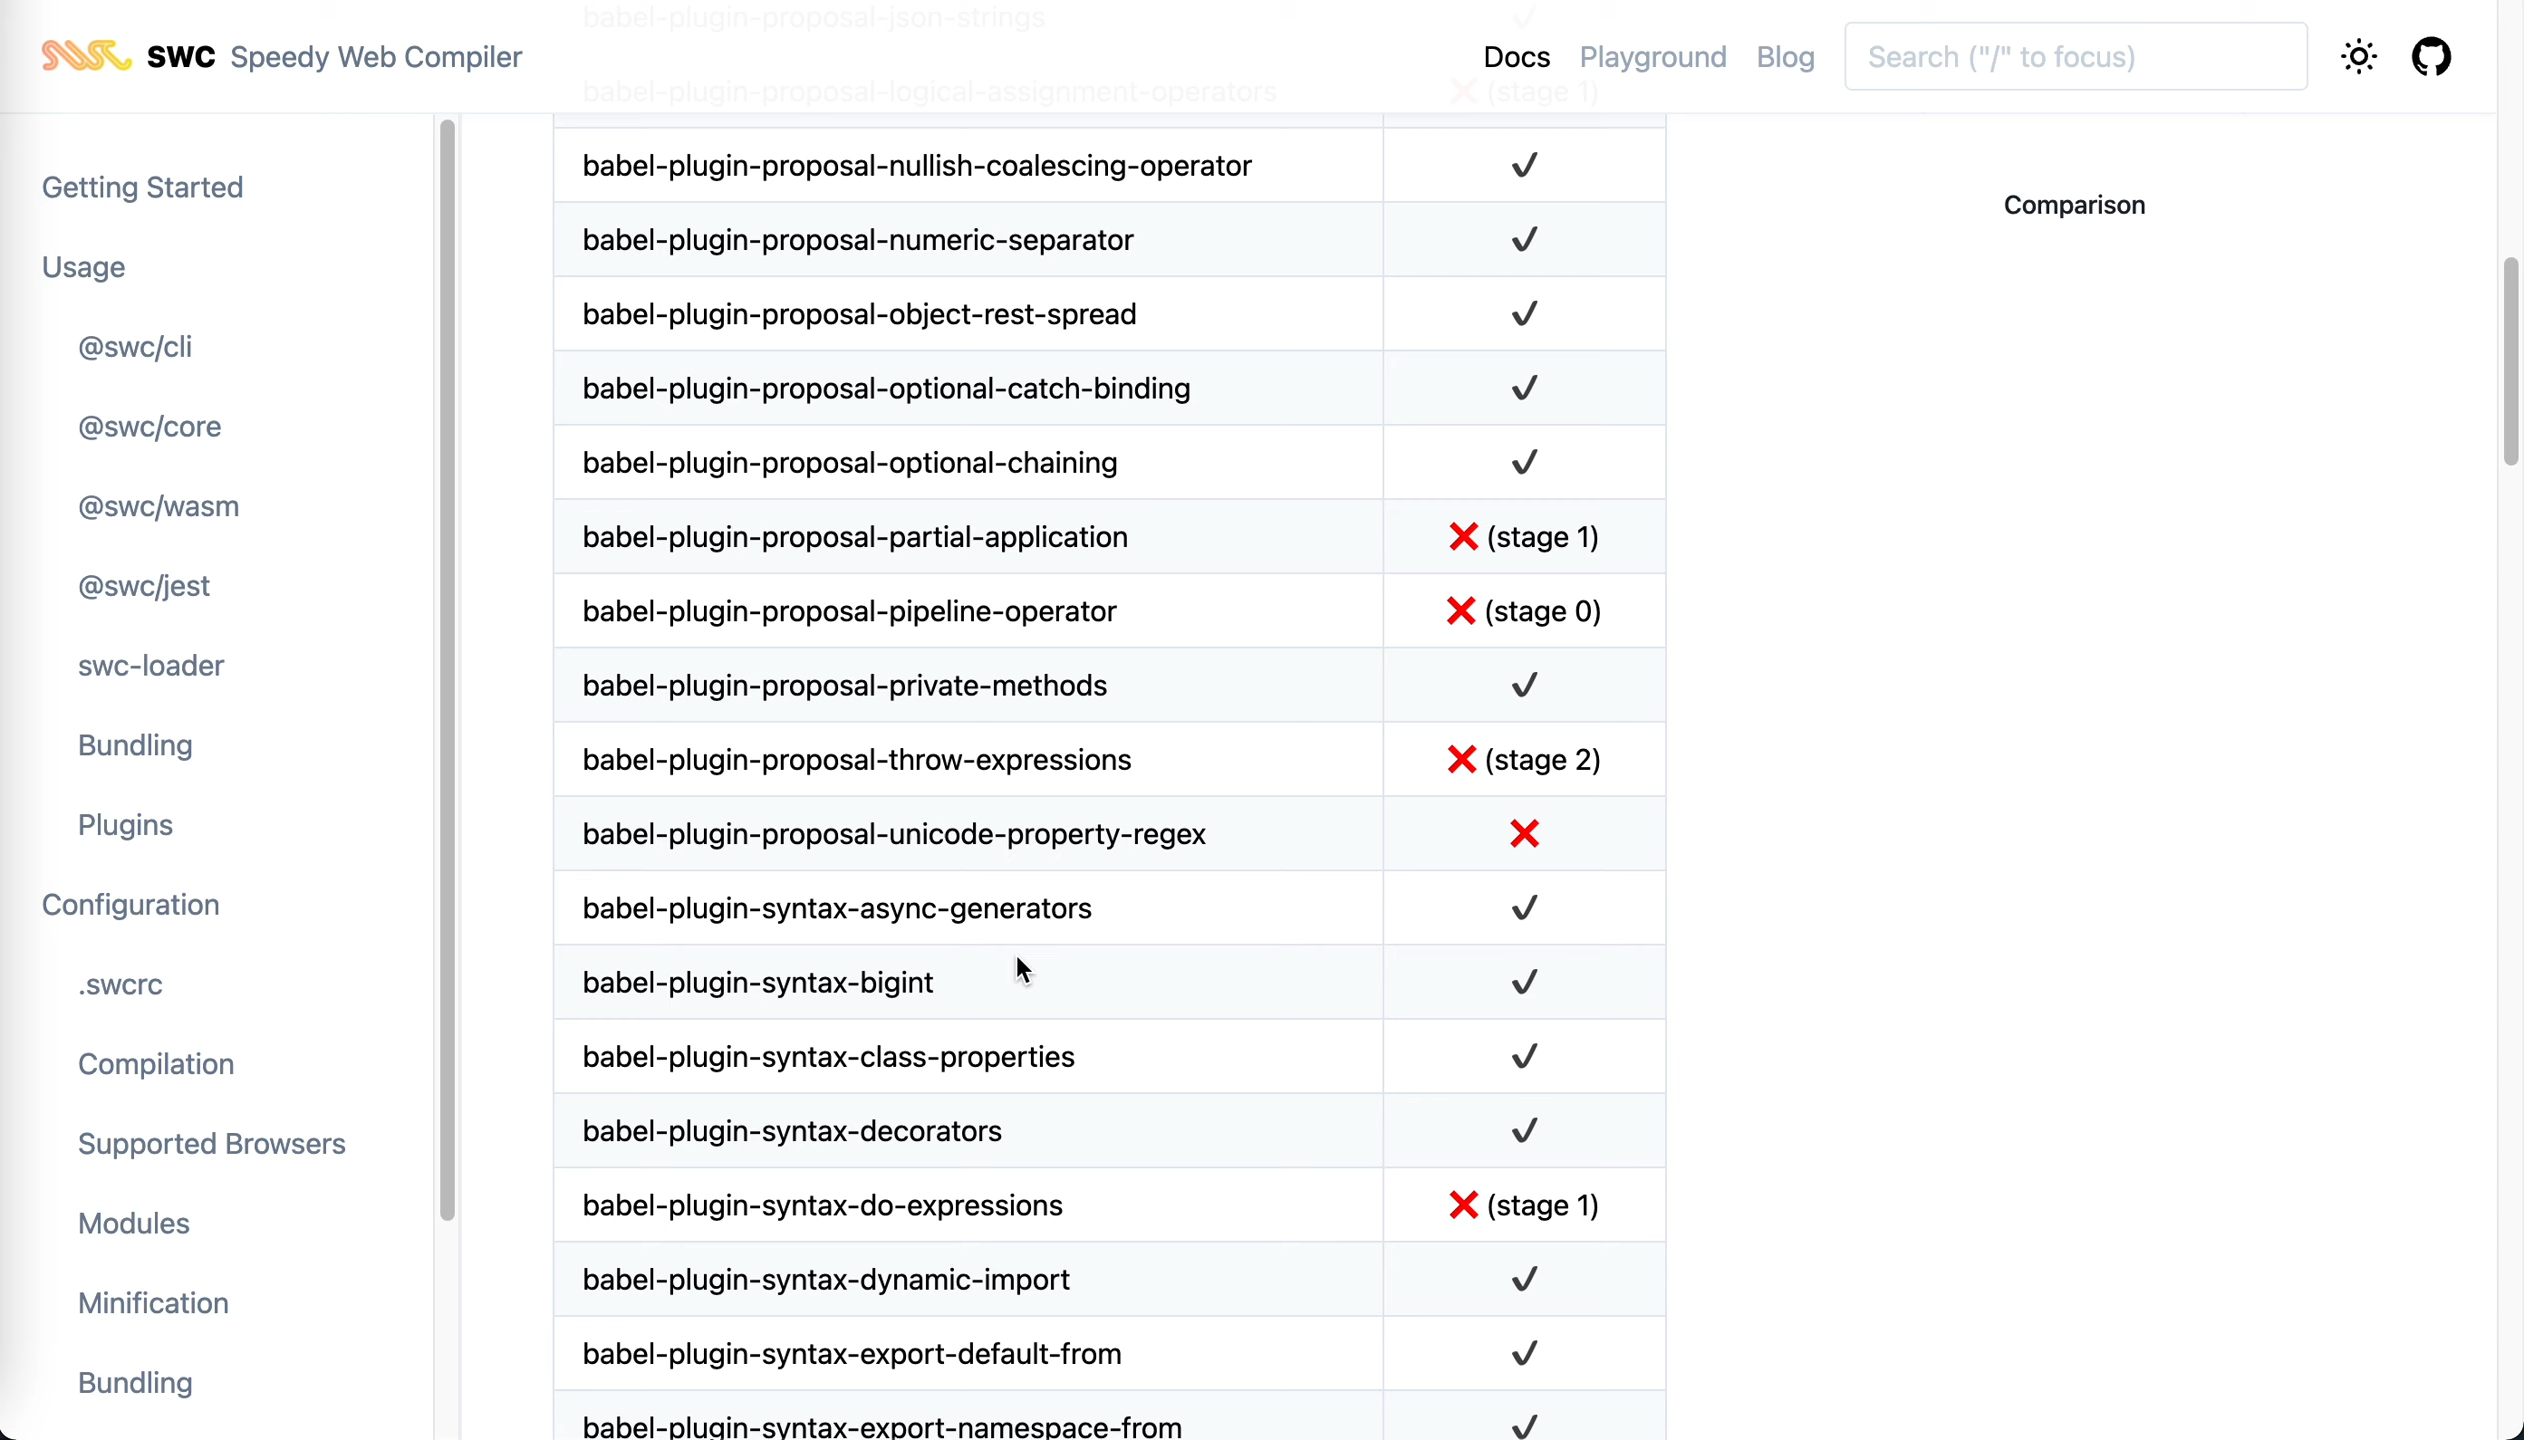 babel-plugin-proposal-json-strings ✓
SWC Speedy Web Compiler
Docs Playground Blog Search ("/" to focus)
babel-plugin-proposal-logical-assignment-operators ❌ (stage 1)
Getting Started
Usage
@swc/cli
@swc/core
@swc/wasm
@swc/jest
swc-loader
Bundling
Plugins
Configuration
.swcrc
Compilation
Supported Browsers
Modules
Minification
Bundling
babel-plugin-proposal-nullish-coalescing-operator ✓
babel-plugin-proposal-numeric-separator ✓
babel-plugin-proposal-object-rest-spread ✓
babel-plugin-proposal-optional-catch-binding ✓
babel-plugin-proposal-optional-chaining ✓
babel-plugin-proposal-partial-application ❌ (stage 1)
babel-plugin-proposal-pipeline-operator ❌ (stage 0)
babel-plugin-proposal-private-methods ✓
babel-plugin-proposal-throw-expressions ❌ (stage 2)
babel-plugin-proposal-unicode-property-regex ❌
babel-plugin-syntax-async-generators ✓
babel-plugin-syntax-bigint ✓
babel-plugin-syntax-class-properties ✓
babel-plugin-syntax-decorators ✓
babel-plugin-syntax-do-expressions ❌ (stage 1)
babel-plugin-syntax-dynamic-import ✓
babel-plugin-syntax-export-default-from ✓
babel-plugin-syntax-export-namespace-from ✓
Comparison